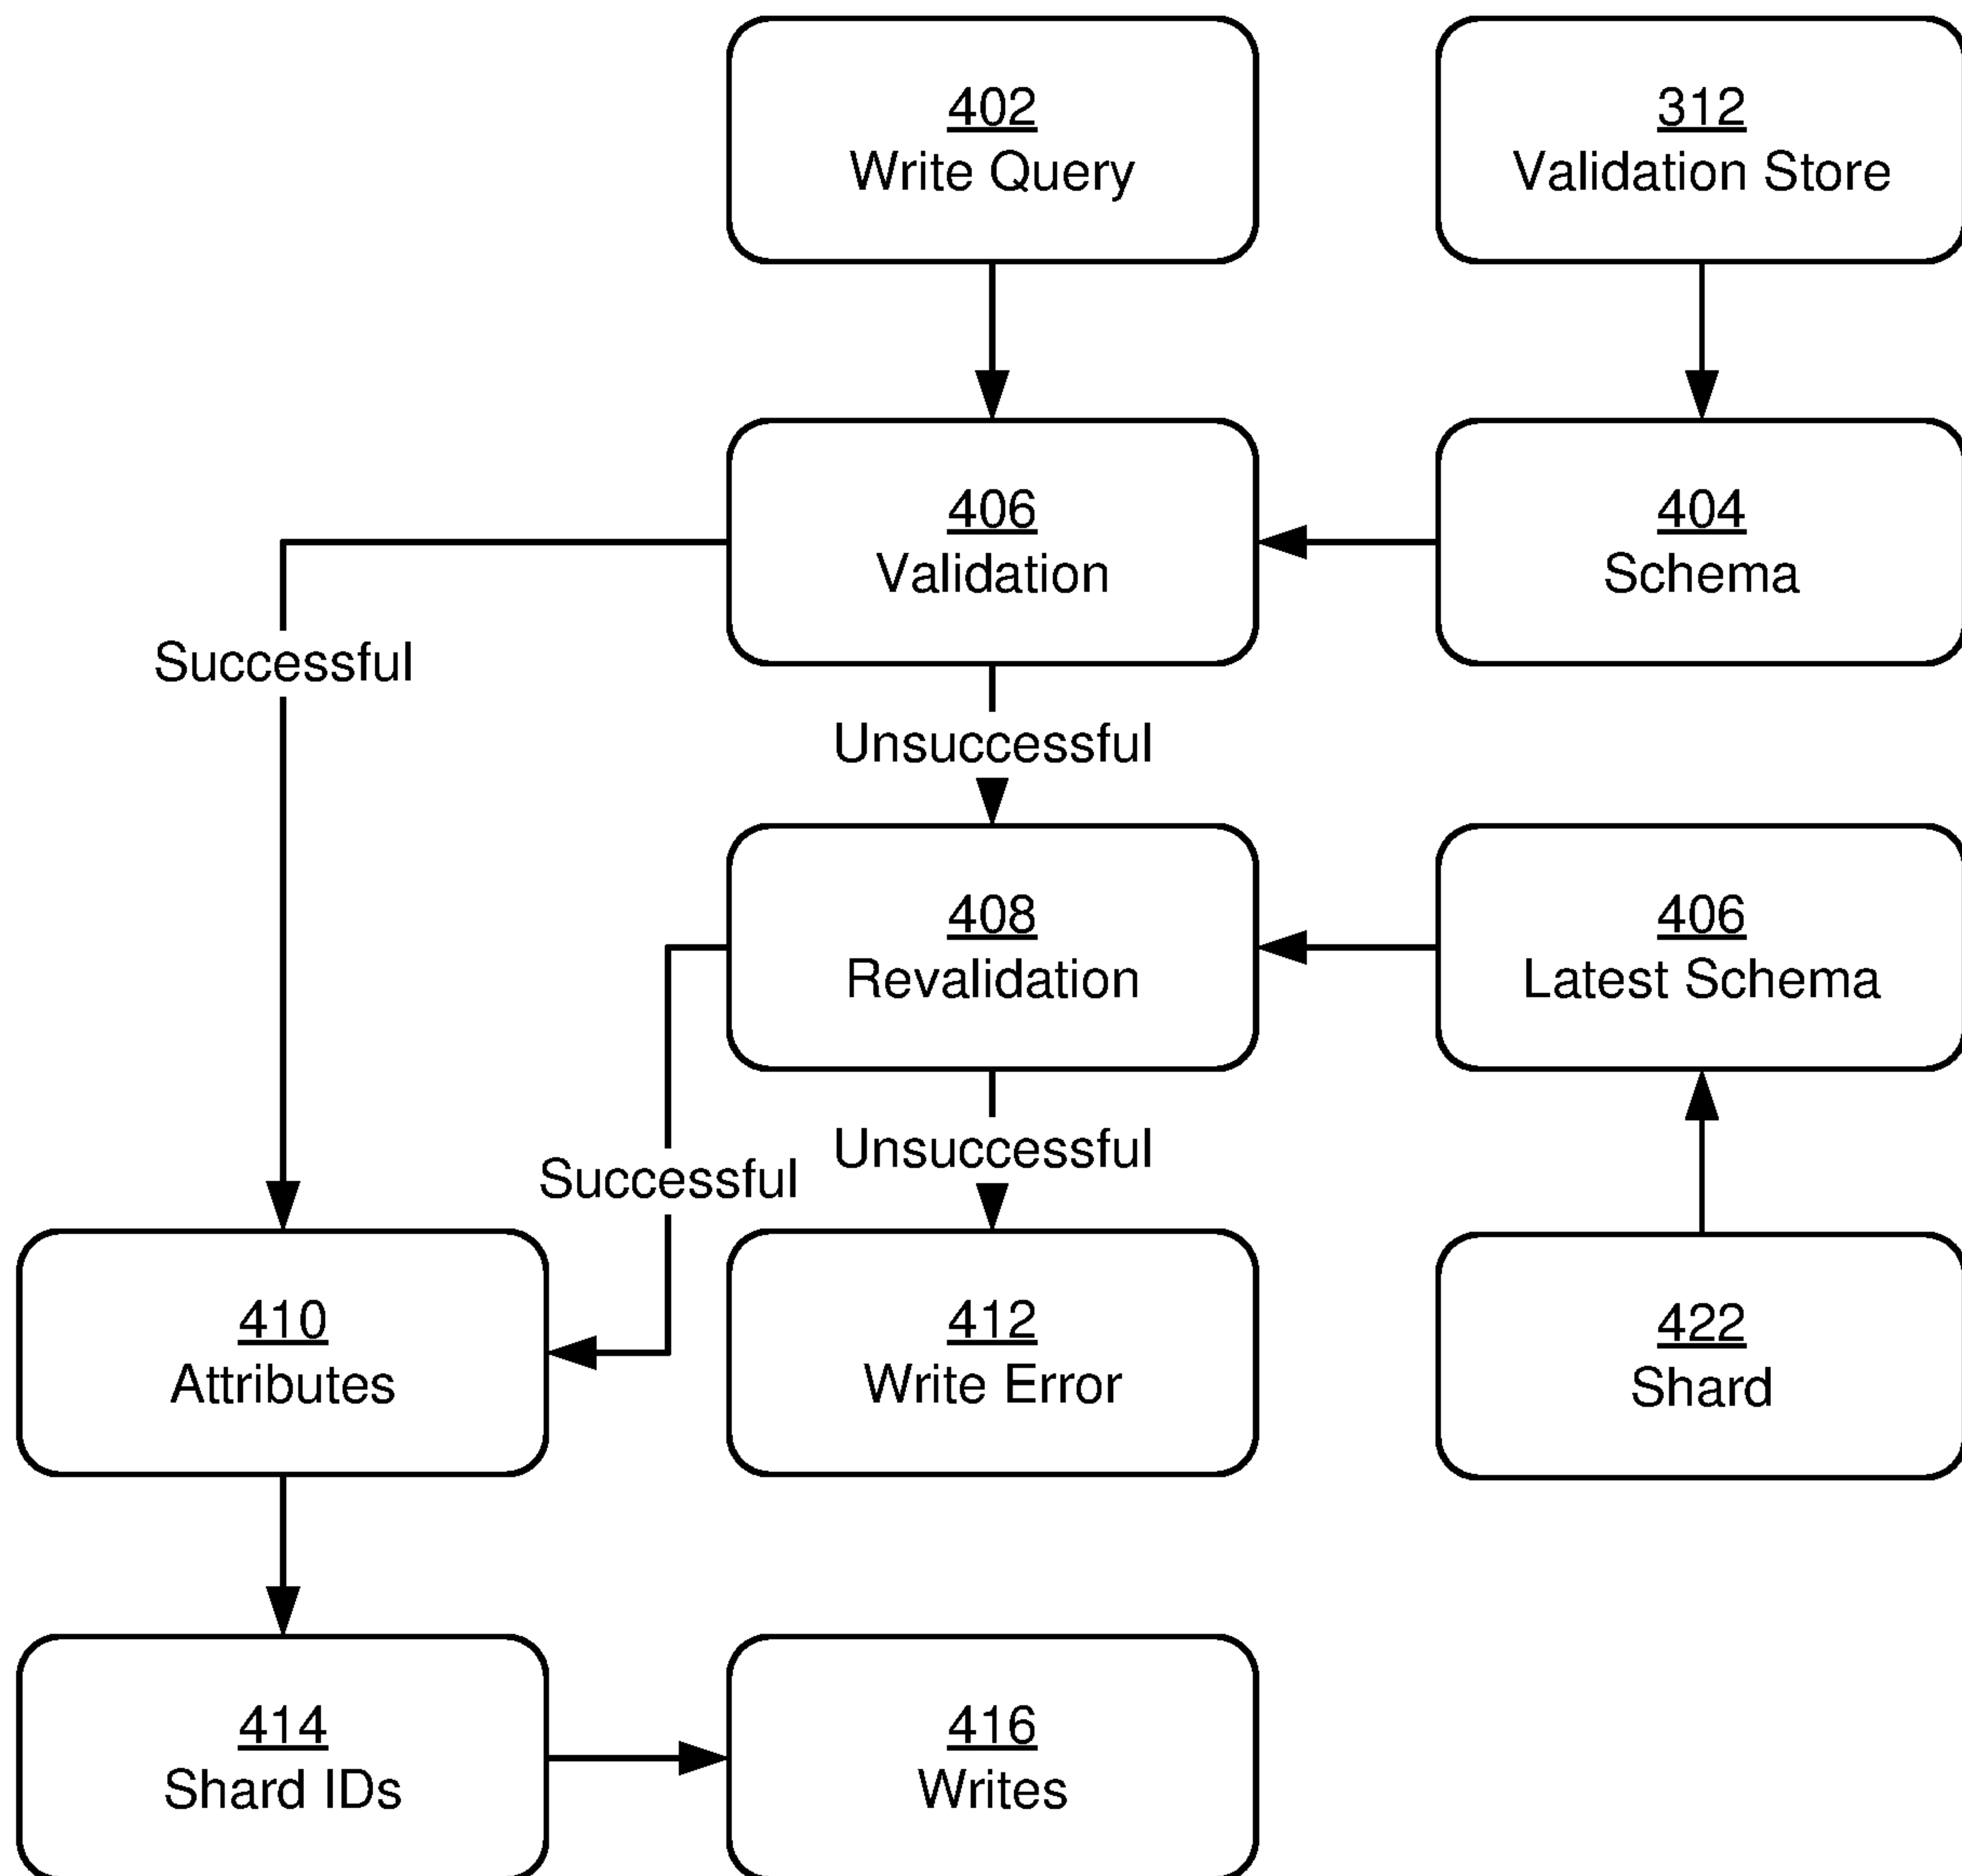 402
Write Query
312
Validation Store
406
Validation
404
Schema
Successful
Unsuccessful
408
Revalidation
406
Latest Schema
Successful
Unsuccessful
410
Attributes
412
Write Error
422
Shard
414
Shard IDs
416
Writes